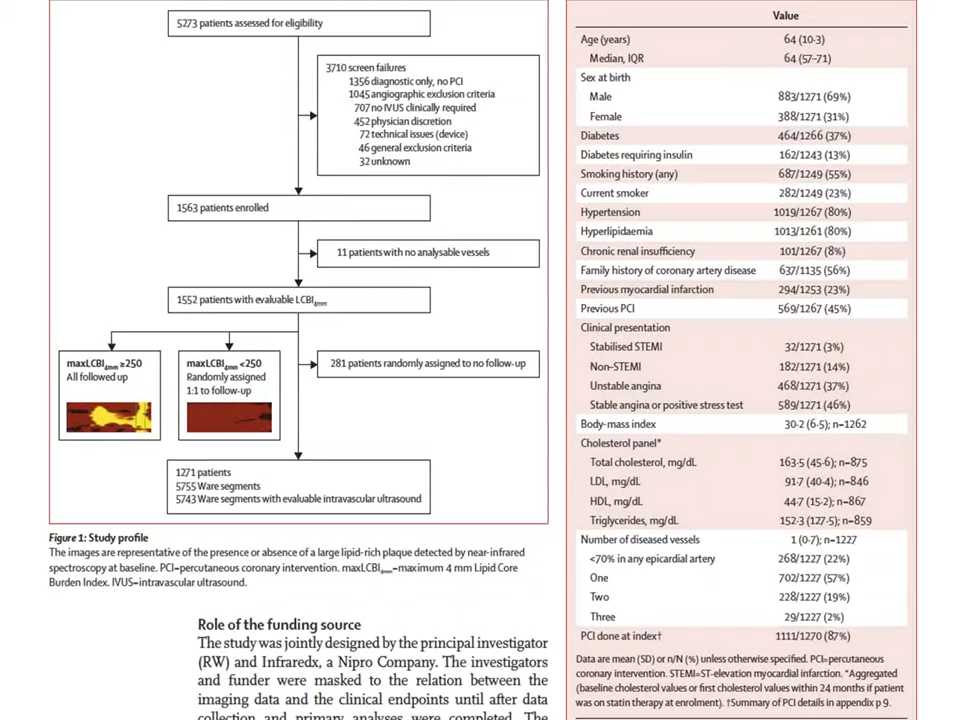 5273 patients assessed for eligibility
3710 screen failures
1356 diagnostic only, no PCI
1045 angiographic exclusion criteria
707 no IVUS clinically required
452 physician discretion
72 technical issues (device)
46 general exclusion criteria
32 unknown
1563 patients enrolled
11 patients with no analysable vessels
1552 patients with evaluable LCBI4mm
maxLCBI4mm ≥250
All followed up
maxLCBI4mm <250
Randomly assigned
1:1 to follow-up
281 patients randomly assigned to no follow-up
1271 patients
5755 Ware segments
5743 Ware segments with evaluable intravascular ultrasound
Figure 1: Study profile
The images are representative of the presence or absence of a large lipid-rich plaque detected by near-infrared
spectroscopy at baseline. PCI=percutaneous coronary intervention. maxLCBI4mm=maximum 4 mm Lipid Core
Burden Index. IVUS=intravascular ultrasound.
Role of the funding source
The study was jointly designed by the principal investigator
(RW) and Infraredx, a Nipro Company. The investigators
and funder were masked to the relation between the
imaging data and the clinical endpoints until after data
collection and primary analyses were completed. The
Value
Age (years) 64 (10·3)
Median, IQR 64 (57–71)
Sex at birth
Male 883/1271 (69%)
Female 388/1271 (31%)
Diabetes 464/1266 (37%)
Diabetes requiring insulin 162/1243 (13%)
Smoking history (any) 687/1249 (55%)
Current smoker 282/1249 (23%)
Hypertension 1019/1267 (80%)
Hyperlipidaemia 1013/1261 (80%)
Chronic renal insufficiency 101/1267 (8%)
Family history of coronary artery disease 637/1135 (56%)
Previous myocardial infarction 294/1253 (23%)
Previous PCI 569/1267 (45%)
Clinical presentation
Stabilised STEMI 32/1271 (3%)
Non–STEMI 182/1271 (14%)
Unstable angina 468/1271 (37%)
Stable angina or positive stress test 589/1271 (46%)
Body-mass index 30·2 (6·5); n=1262
Cholesterol panel*
Total cholesterol, mg/dL 163·5 (45·6); n=875
LDL, mg/dL 91·7 (40·4); n=846
HDL, mg/dL 44·7 (15·2); n=867
Triglycerides, mg/dL 152·3 (127·5); n=859
Number of diseased vessels 1 (0·7); n=1227
<70% in any epicardial artery 268/1227 (22%)
One 702/1227 (57%)
Two 228/1227 (19%)
Three 29/1227 (2%)
PCI done at index† 1111/1270 (87%)
Data are mean (SD) or n/N (%) unless otherwise specified. PCI=percutaneous
coronary intervention. STEMI=ST-elevation myocardial infarction. *Aggregated
(baseline cholesterol values or first cholesterol values within 24 months if patient
was on statin therapy at enrolment). †Summary of PCI details in appendix p 9.